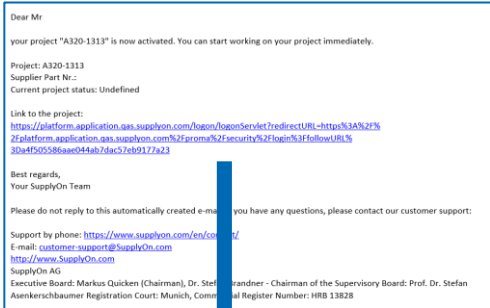 Dear Mr
your project "A320-1313" is now activated. You can start working on your project immediately.
Project: A320-1313
Supplier Part Nr.:
Current project status: Undefined
Link to the project:
https://platform.application.qas.supplyon.com/logon/logonServlet?redirectURL=https%3A%2F%
2Fplatform.application.qas.supplyon.com%2Fproma%2Fsecurity%2Flogin%3FfollowURL%
3Da4f505586aae044ab7dac57eb9177a23
Best regards,
Your SupplyOn Team
Please do not reply to this automatically created e-ma you have any questions, please contact our customer support:
Support by phone: https://www.supplyon.com/en/con t/
E-mail: customer-support@SupplyOn.com
http://www.SupplyOn.com
SupplyOn AG
Executive Board: Markus Quicken (Chairman), Dr. Stef Brandner - Chairman of the Supervisory Board: Prof. Dr. Stefan
Asenkerschbaumer Registration Court: Munich, Comm ial Register Number: HRB 13828